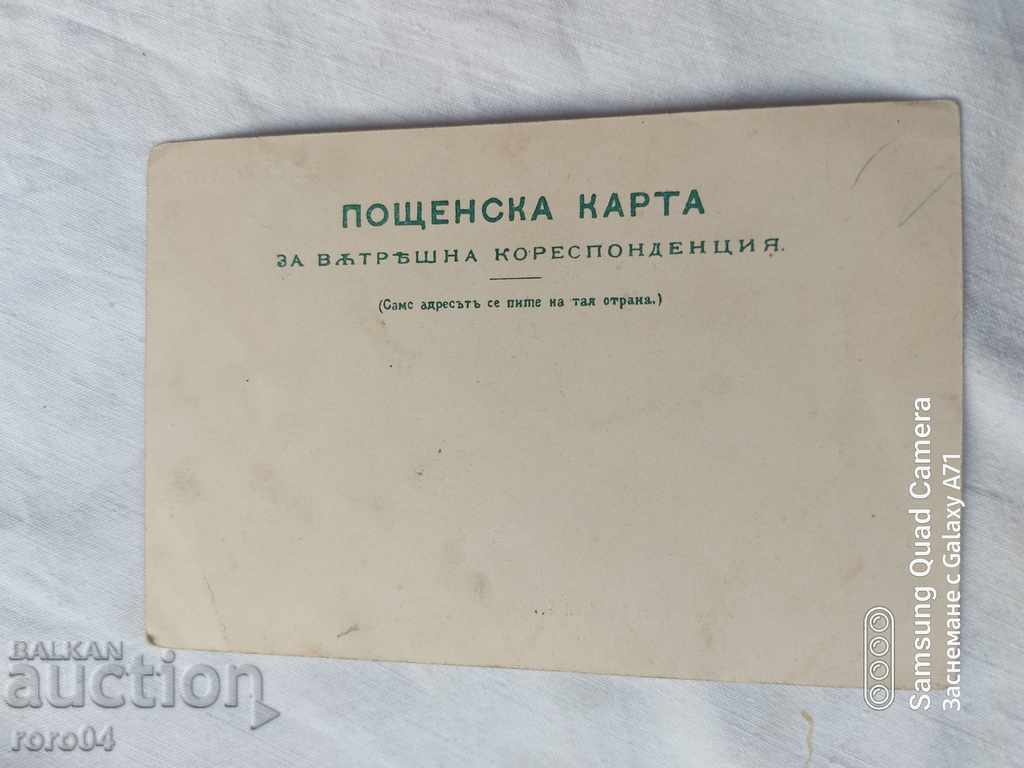 ПОЩЕНСКА КАРТА
ЗА ВѪТРѢШНА КОРЕСПОНДЕНЦИЯ.
(Само адресътъ се пише на тая страна.)
Samsung Quad Camera
Заснемане с Galaxy A71
BALKAN
auction
roro04